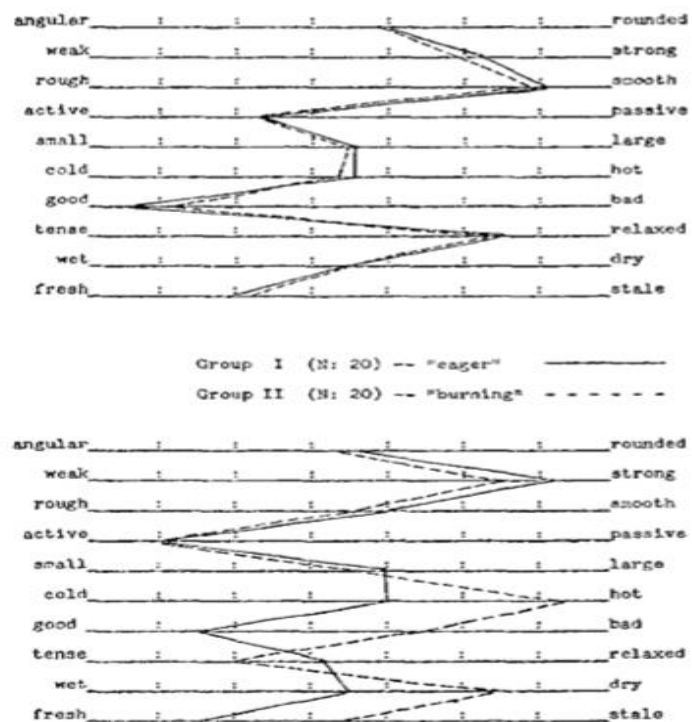 angular rounded
weak strong
rough smooth
active passive
small large
cold hot
good bad
tense relaxed
wet dry
fresh stale
Group I (N: 20) -- "eager"
Group II (N: 20) -- "burning"
angular rounded
weak strong
rough smooth
active passive
small large
cold hot
good bad
tense relaxed
wet dry
fresh stale